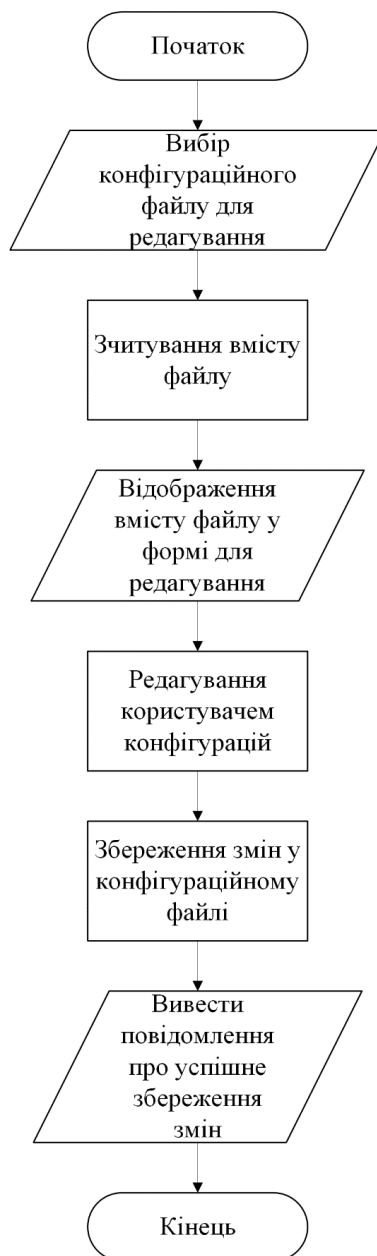 Початок
Вибір
конфігураційного
файлу для
редагування
Зчитування вмісту
файлу
Відображення
вмісту файлу у
формі для
редагування
Редагування
користувачем
конфігурацій
Збереження змін у
конфігураційному
файлі
Вивести
повідомлення
про успішне
збереження
змін
Кінець